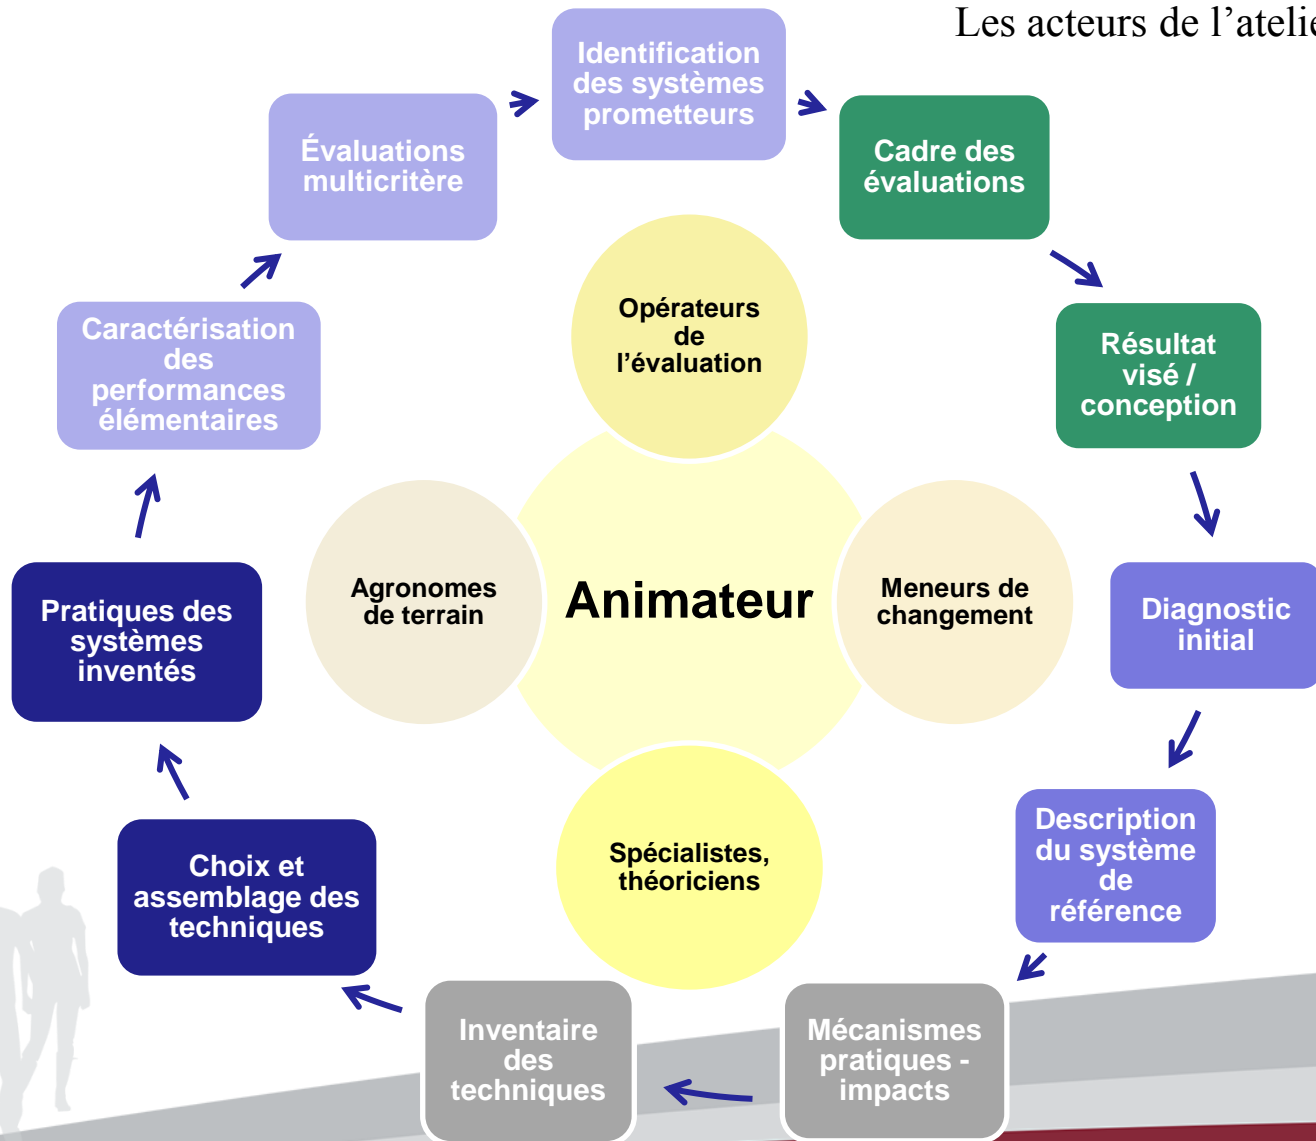 Les acteurs de l'atelie
Identification
des systèmes
prometteurs
Cadre des
évaluations
Résultat
visé /
conception
Diagnostic
initial
Description
du système
de
référence
Mécanismes
pratiques -
impacts
Inventaire
des
techniques
Choix et
assemblage des
techniques
Pratiques des
systèmes
inventés
Caractérisation
des
performances
élémentaires
Évaluations
multicritère
Opérateurs
de
l'évaluation
Agronomes
de terrain
Animateur
Meneurs de
changement
Spécialistes,
théoriciens